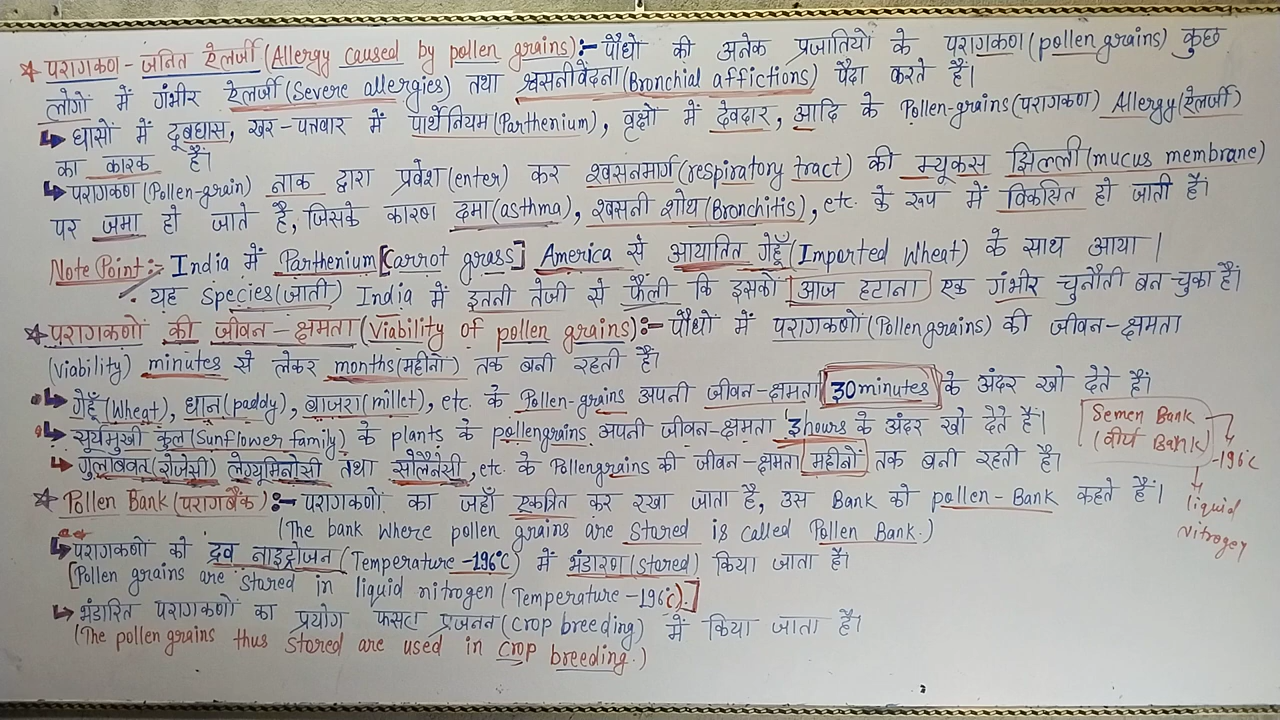 * परागकण - जनित ऐलर्जी (Allergy caused by pollen grains) :- पौधों की अनेक प्रजातियों के परागकण (pollen grains) कुछ
लोगों में गंभीर ऐलर्जी (Severe allergies) तथा श्वसनीवेदना (Bronchial affictions) पैदा करते हैं।
↳ घासों में दूबघास, खर-पतवार में पार्थेनियम (Parthenium), वृक्षों में देवदार, आदि के Pollen-grains (परागकण) Allergy (ऐलर्जी)
का कारक है।
↳ परागकण (Pollen-grain) नाक द्वारा प्रवेश (enter) कर श्वसनमार्ग (respiratory tract) की म्यूकस झिल्ली (mucus membrane)
पर जमा हो जाते है, जिसके कारण दमा (asthma), श्वसनी शोथ (Bronchitis), etc. के रूप में विकसित हो जाती है।
Note Point :- India में Parthenium [Carrot grass] America से आयातित गेहूँ (Imported Wheat) के साथ आया।
यह species (जाती) India में इतनी तेजी से फैली कि इसको आज हटाना एक गंभीर चुनौती बन चुका है।
* परागकणों की जीवन-क्षमता (Viability of pollen grains) :- पौधों में परागकणों (Pollen grains) की जीवन-क्षमता
(viability) minutes से लेकर months (महीनों) तक बनी रहती है।
↳ गेहूँ (Wheat), धान (paddy), बाजरा (millet), etc. के Pollen-grains अपनी जीवन-क्षमता 30 minutes के अंदर खो देते हैं।
↳ सूर्यमुखी कुल (Sunflower family) के plants के pollengrains अपनी जीवन-क्षमता 3 hours के अंदर खो देते है।
↳ गुलाबवत (रोजेसी) लेग्यूमिनोसी तथा सोलैनेसी, etc. के Pollengrains की जीवन-क्षमता महीनों तक बनी रहती है।
Semen Bank
(वीर्य Bank)
-196°C
liquid
Nitrogey
* Pollen Bank (परागबैंक) :- परागकणों का जहाँ एकत्रित कर रखा जाता है, उस Bank को pollen-Bank कहते हैं।
(The bank where pollen grains are stored is called Pollen Bank.)
↳ परागकणों को द्रव नाइट्रोजन (Temperature -196°C) में भंडारण (stored) किया जाता है।
[Pollen grains are stored in liquid nitrogen (Temperature -196°c).]
↳ भंडारित परागकणों का प्रयोग फसल प्रजनन (Crop breeding) में किया जाता है।
(The pollen grains thus stored are used in crop breeding.)